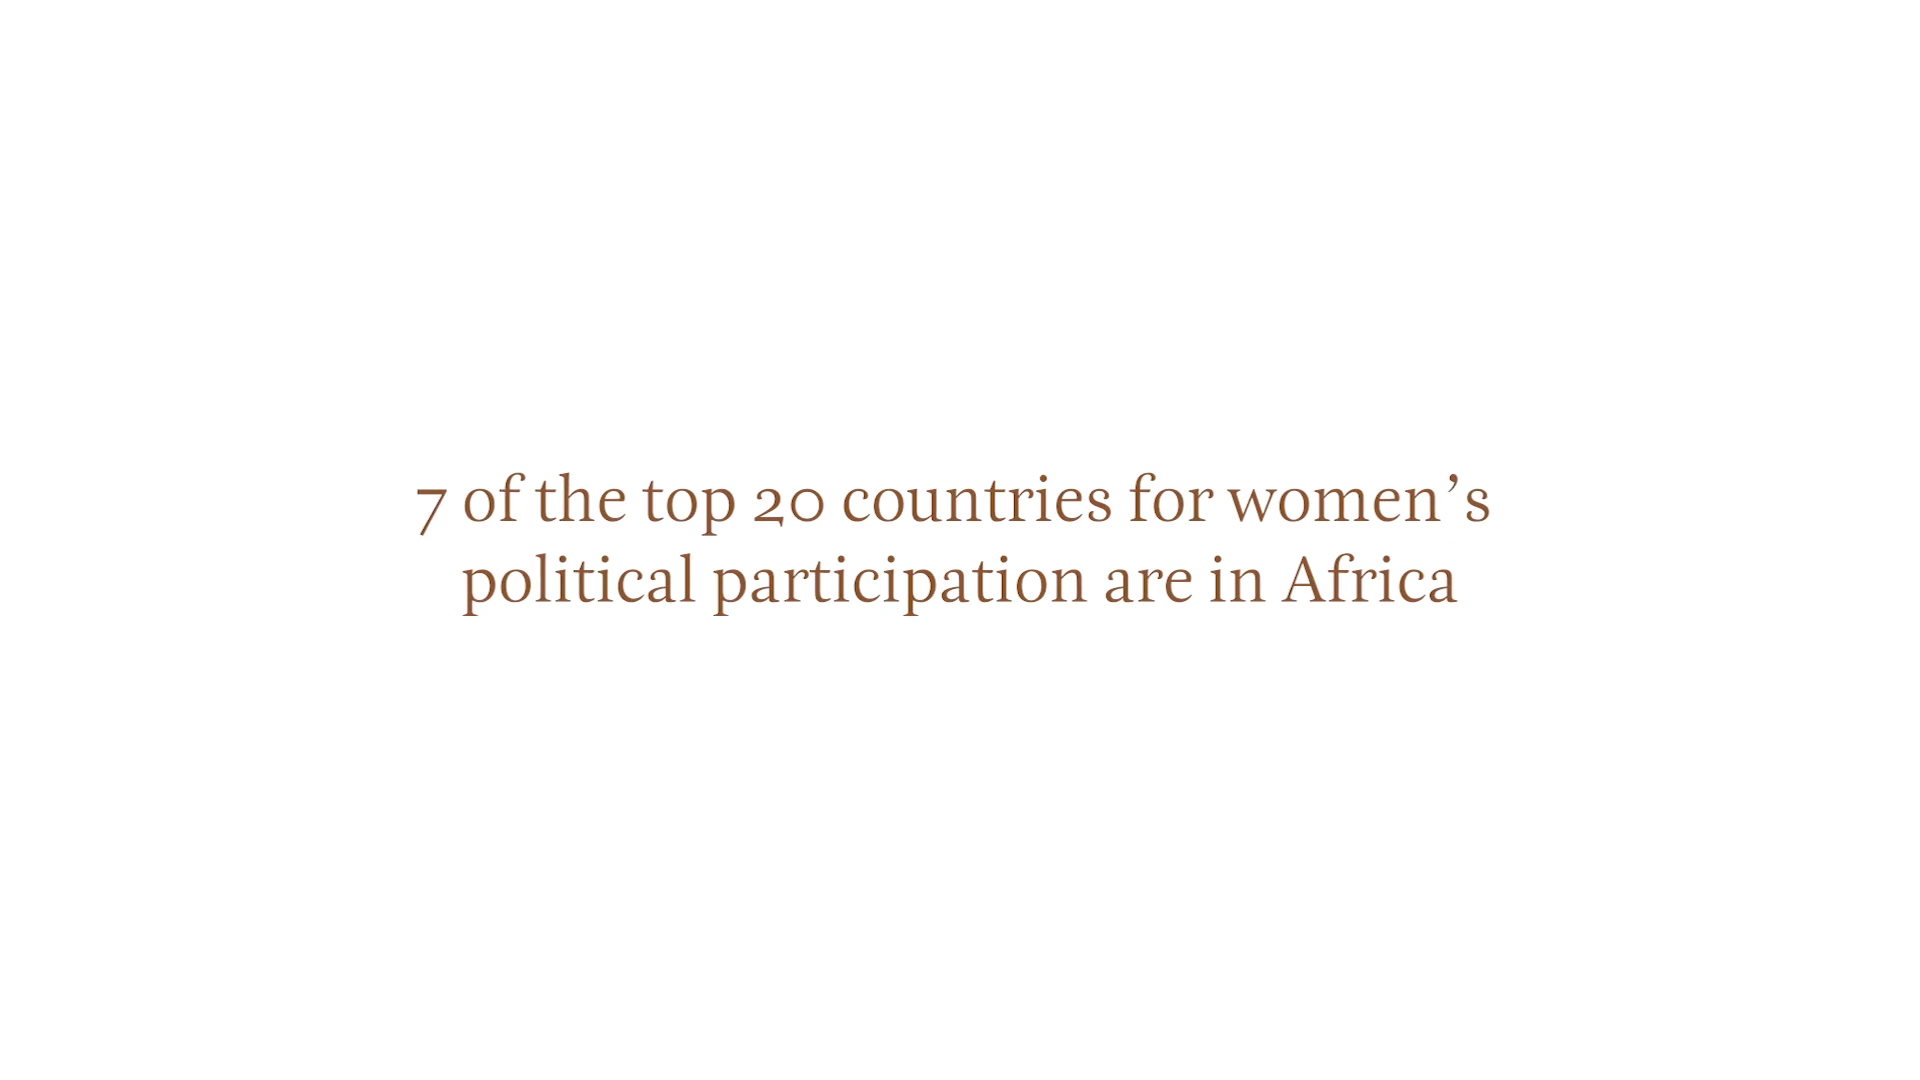 7 of the top 20 countries for women’s
political participation are in Africa